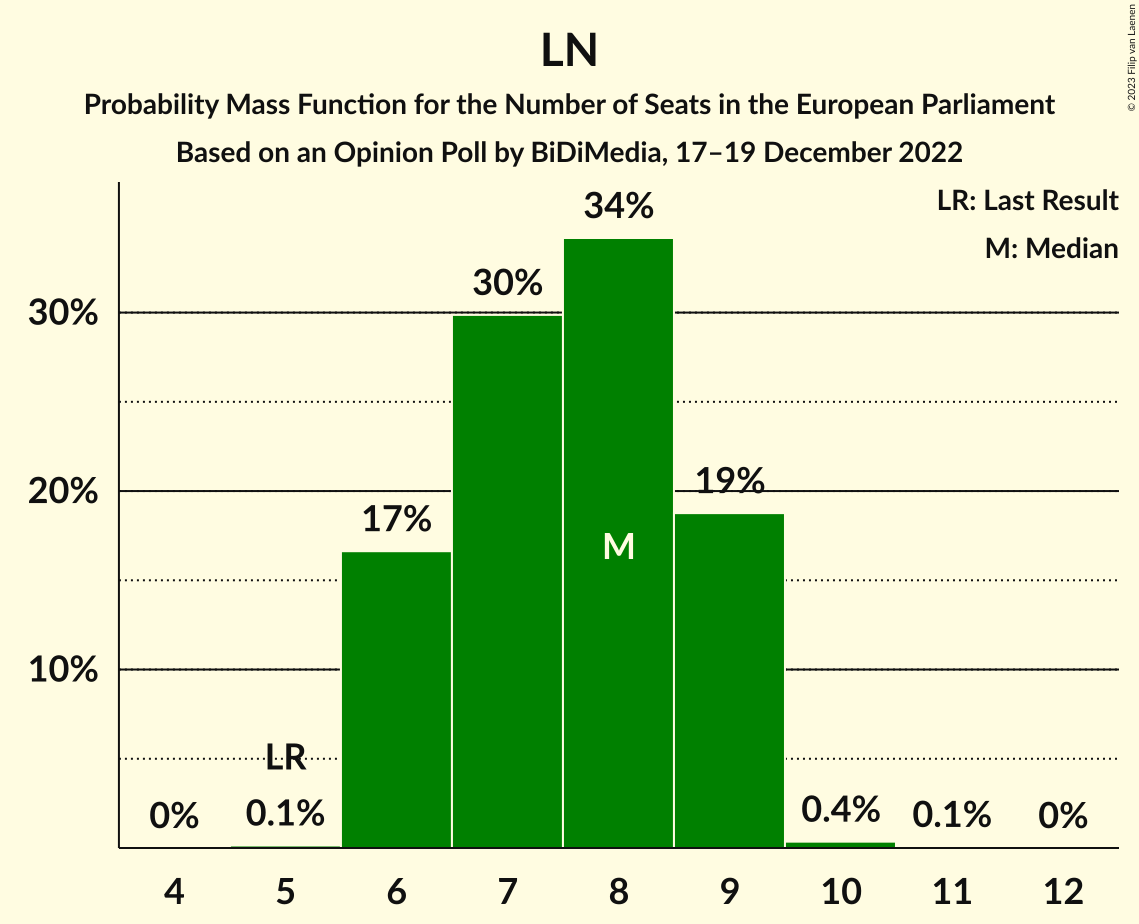 LN
Probability Mass Function for the Number of Seats in the European Parliament
Based on an Opinion Poll by BiDiMedia, 17–19 December 2022
© 2023 Filip van Laenen
LR: Last Result
M: Median
34%
30%
30%
20%
19%
17%
M
10%
LR
0%
0.1%
0.4%
0.1%
0%
4
5
6
7
8
9
10
11
12